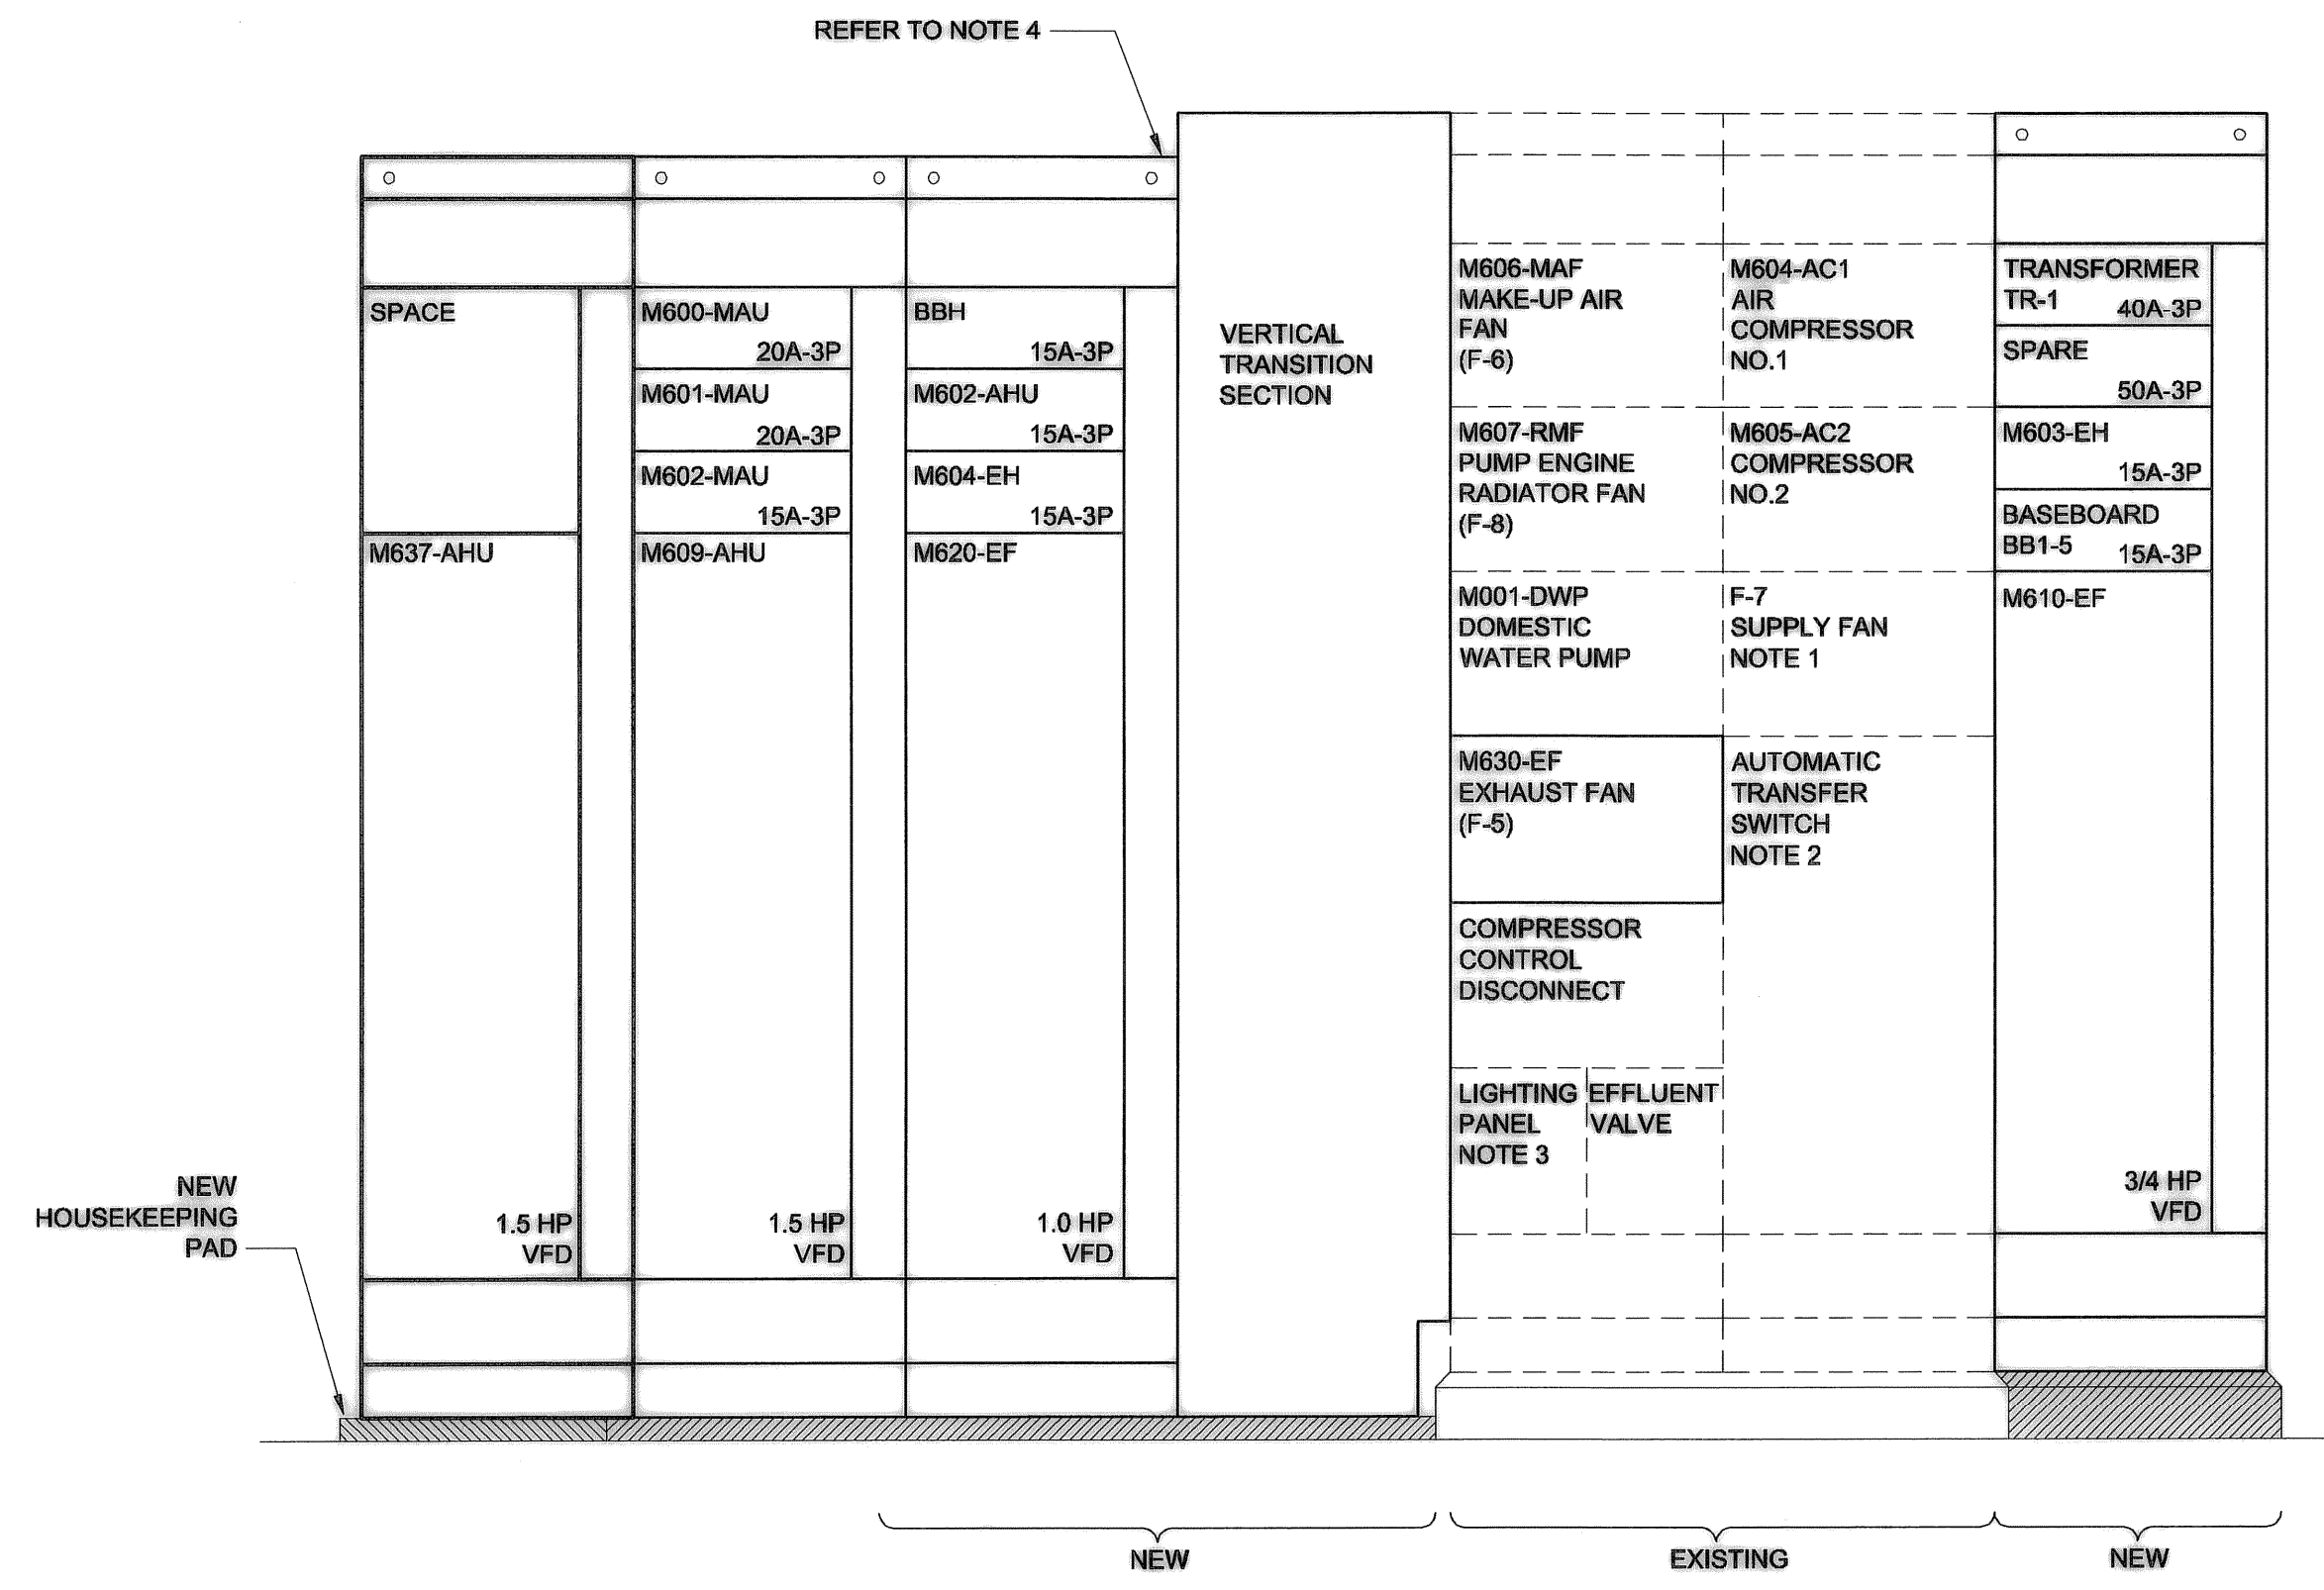 REFER TO NOTE 4
SPACE
M637-AHU
1.5 HP
VFD
M600-MAU
20A-3P
M601-MAU
20A-3P
M602-MAU
15A-3P
M609-AHU
1.5 HP
VFD
BBH
15A-3P
M602-AHU
15A-3P
M604-EH
15A-3P
M620-EF
1.0 HP
VFD
VERTICAL
TRANSITION
SECTION
M606-MAF
MAKE-UP AIR
FAN
(F-6)
M607-RMF
PUMP ENGINE
RADIATOR FAN
(F-8)
M001-DWP
DOMESTIC
WATER PUMP
M630-EF
EXHAUST FAN
(F-5)
COMPRESSOR
CONTROL
DISCONNECT
LIGHTING
PANEL
NOTE 3
EFFLUENT
VALVE
M604-AC1
AIR
COMPRESSOR
NO.1
M605-AC2
COMPRESSOR
NO.2
F-7
SUPPLY FAN
NOTE 1
AUTOMATIC
TRANSFER
SWITCH
NOTE 2
TRANSFORMER
TR-1 40A-3P
SPARE
50A-3P
M603-EH
15A-3P
BASEBOARD
BB1-5 15A-3P
M610-EF
3/4 HP
VFD
NEW
HOUSEKEEPING
PAD
NEW
EXISTING
NEW